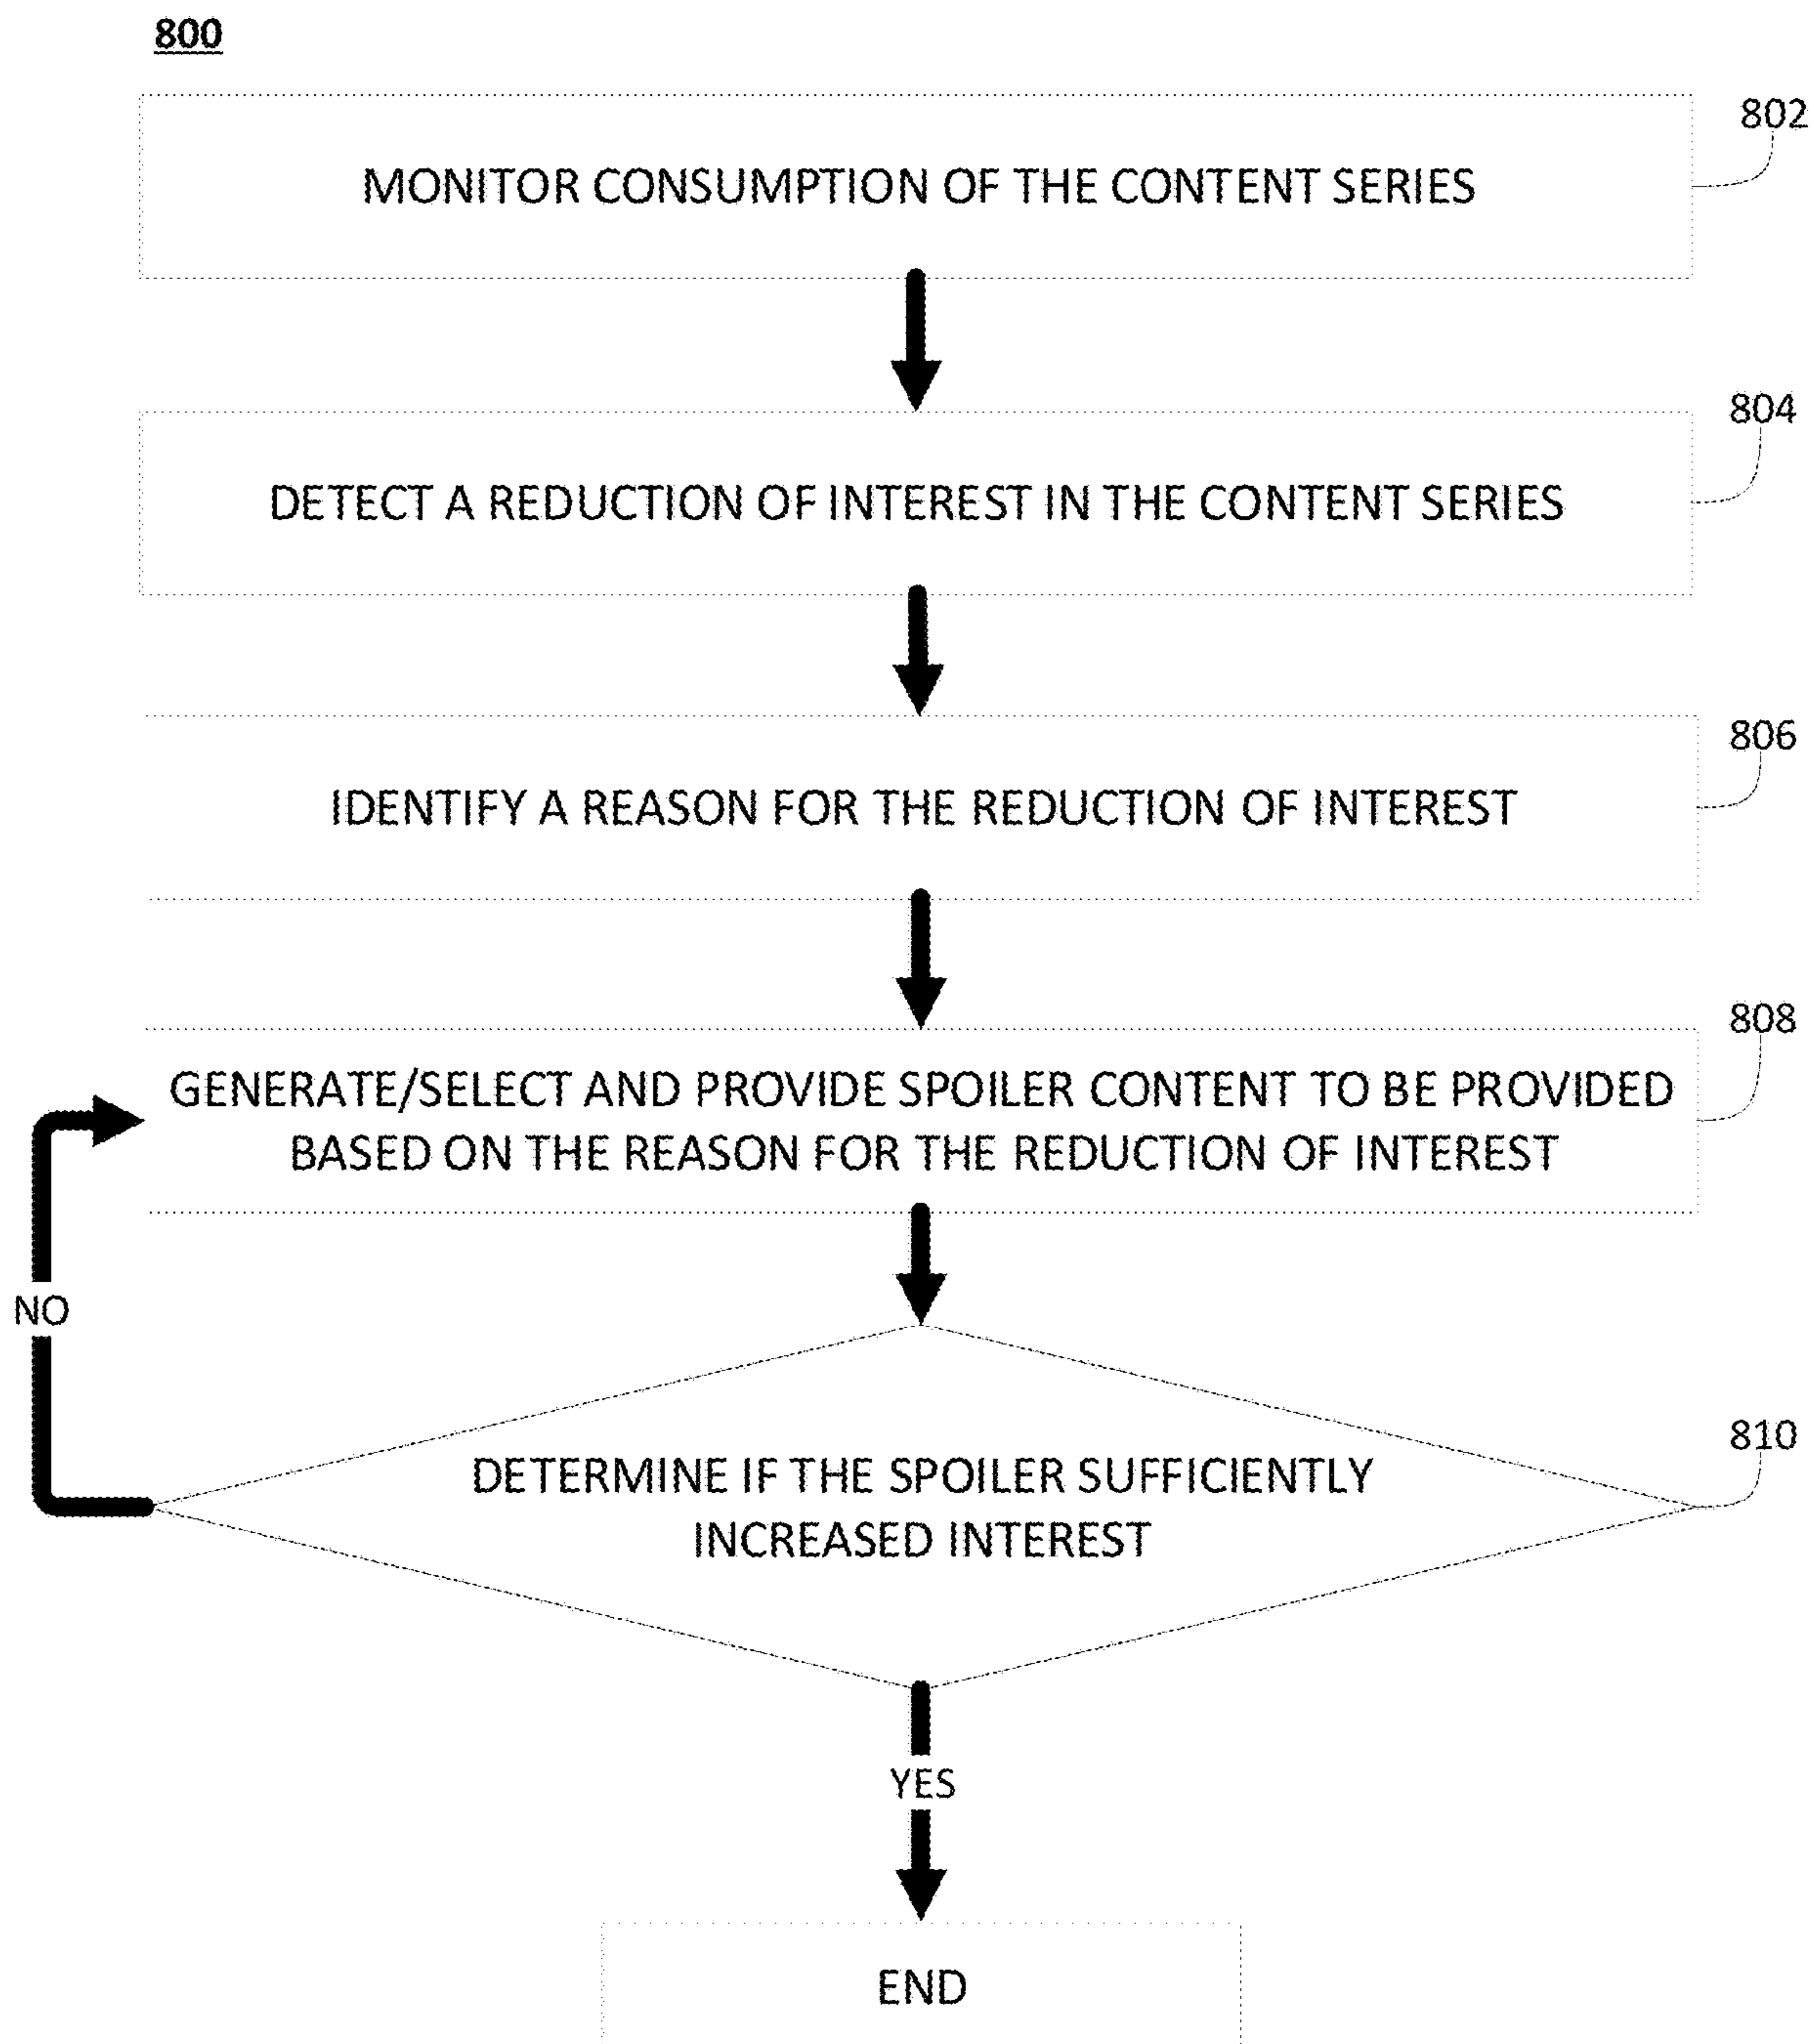 800
802
MONITOR CONSUMPTION OF THE CONTENT SERIES
804
DETECT A REDUCTION OF INTEREST IN THE CONTENT SERIES
806
IDENTIFY A REASON FOR THE REDUCTION OF INTEREST
808
GENERATE/SELECT AND PROVIDE SPOILER CONTENT TO BE PROVIDED
BASED ON THE REASON FOR THE REDUCTION OF INTEREST
NO
810
DETERMINE IF THE SPOILER SUFFICIENTLY
INCREASED INTEREST
YES
END